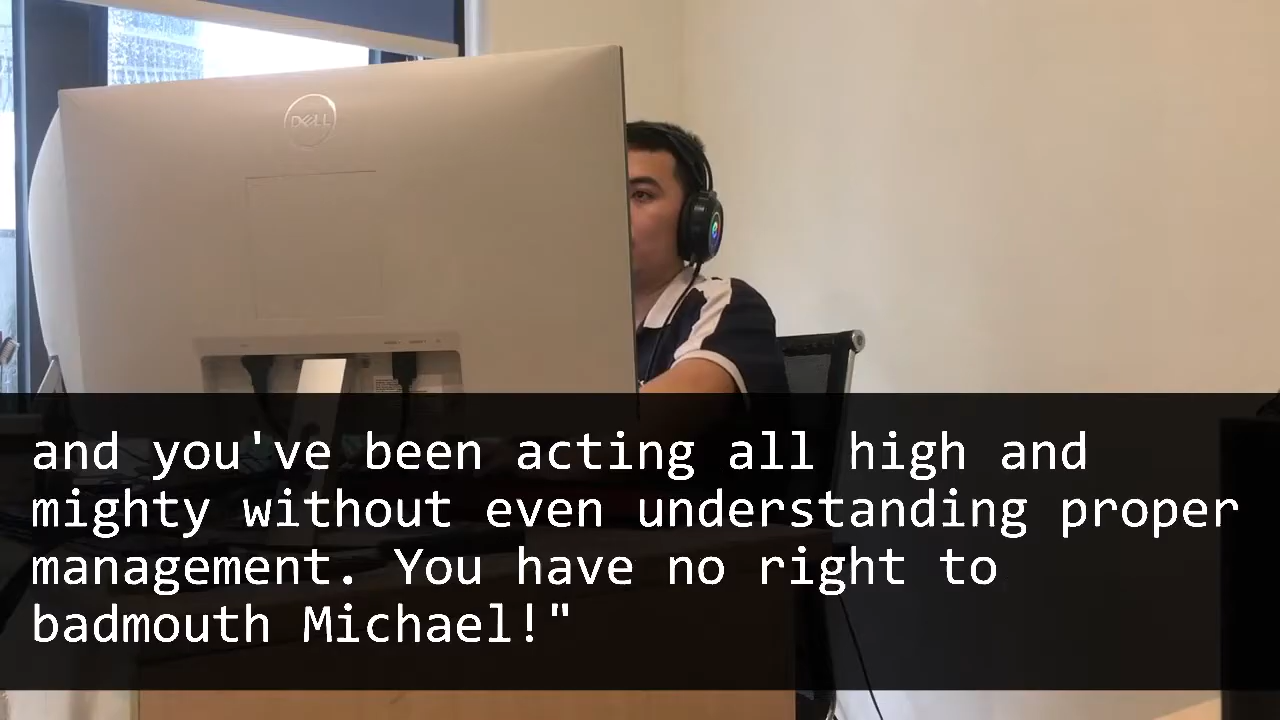 DELL
and you've been acting all high and
mighty without even understanding proper
management. You have no right to
badmouth Michael!"